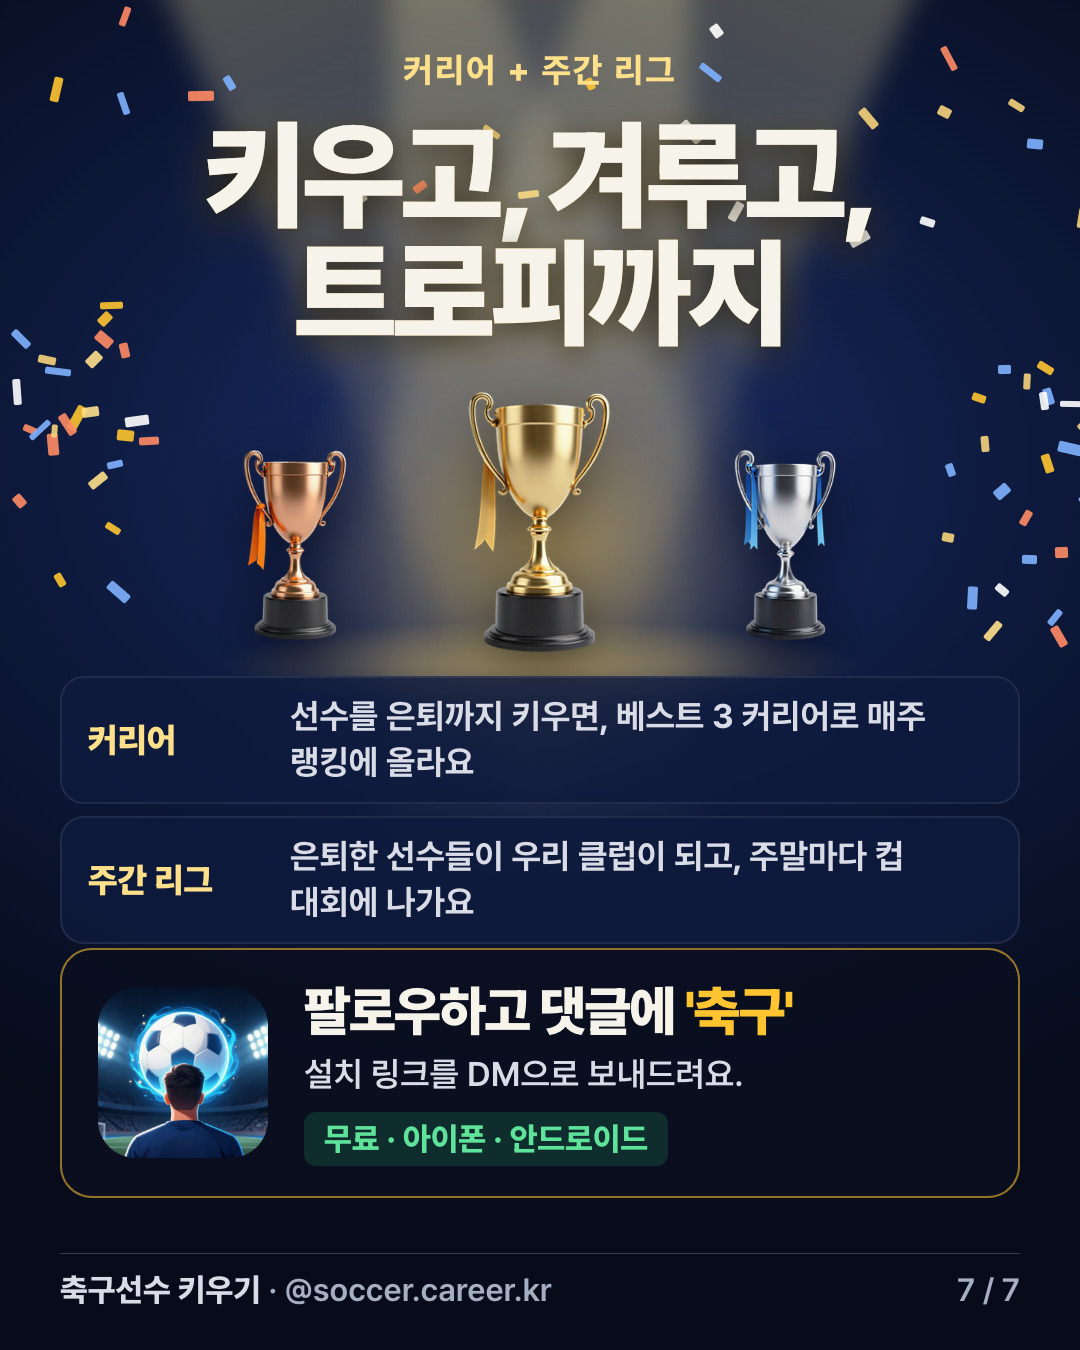 커리어 + 주간 리그
키우고, 겨루고,
트로피까지
커리어
선수를 은퇴까지 키우면, 베스트 3 커리어로 매주
랭킹에 올라요
주간 리그
은퇴한 선수들이 우리 클럽이 되고, 주말마다 컵
대회에 나가요
팔로우하고 댓글에 '축구'
설치 링크를 DM으로 보내드려요.
무료 · 아이폰 · 안드로이드
축구선수 키우기 · @soccer.career.kr
7 / 7